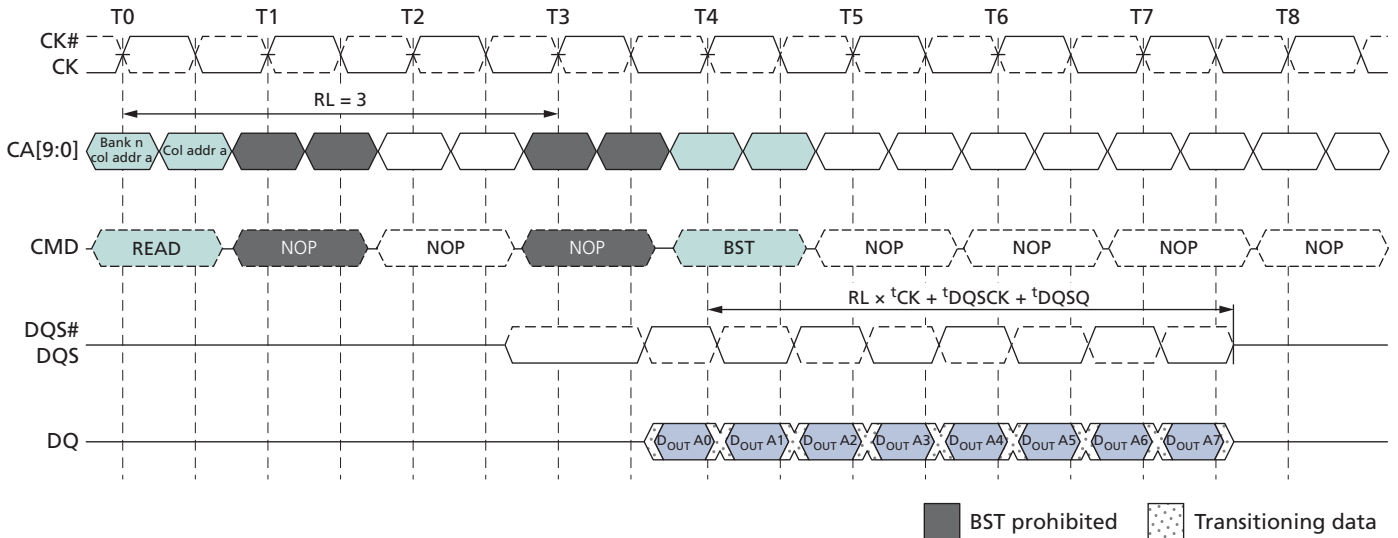 T0 T1 T2 T3 T4 T5 T6 T7 T8
CK#
CK
RL = 3
CA[9:0] Bank n col addr a Col addr a
CMD READ NOP NOP NOP BST NOP NOP NOP NOP
RL × tCK + tDQSCK + tDQSQ
DQS#
DQS
DQ DOUT A0 DOUT A1 DOUT A2 DOUT A3 DOUT A4 DOUT A5 DOUT A6 DOUT A7
BST prohibited Transitioning data